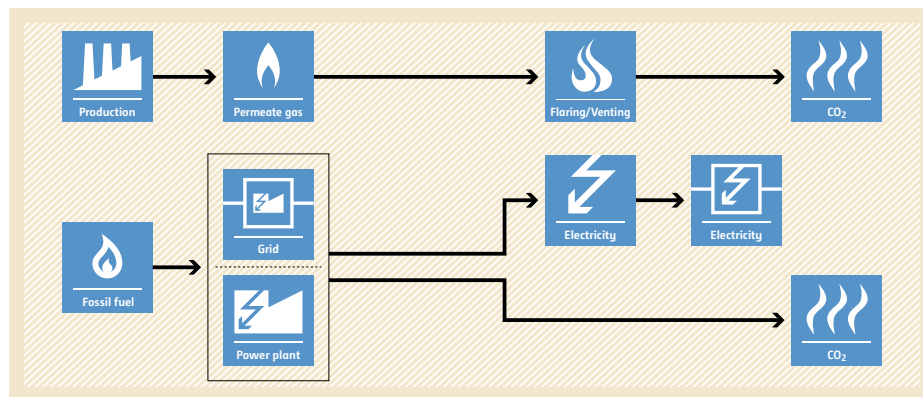 Production
Permeate gas
Flaring/Venting
CO₂
Grid
Electricity
Electricity
Fossil fuel
Power plant
CO₂